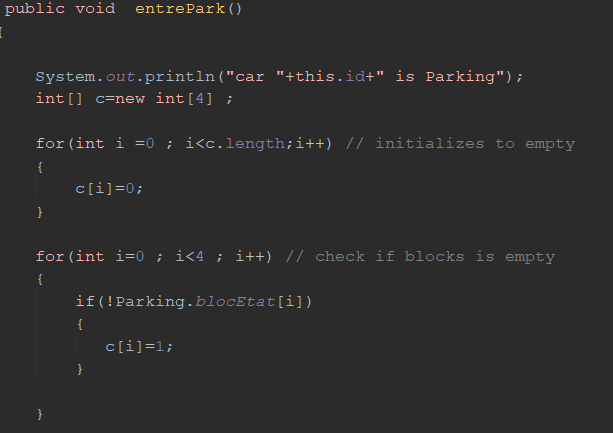 public void  entrePark()
{
System.out.println("car "+this.id+" is Parking");
int[] c=new int[4] ;
for(int i =0 ; i<c.length;i++) // initializes to empty
{
c[i]=0;
}
for(int i=0 ; i<4 ; i++) // check if blocks is empty
{
if(!Parking.blocEtat[i])
{
c[i]=1;
}
}